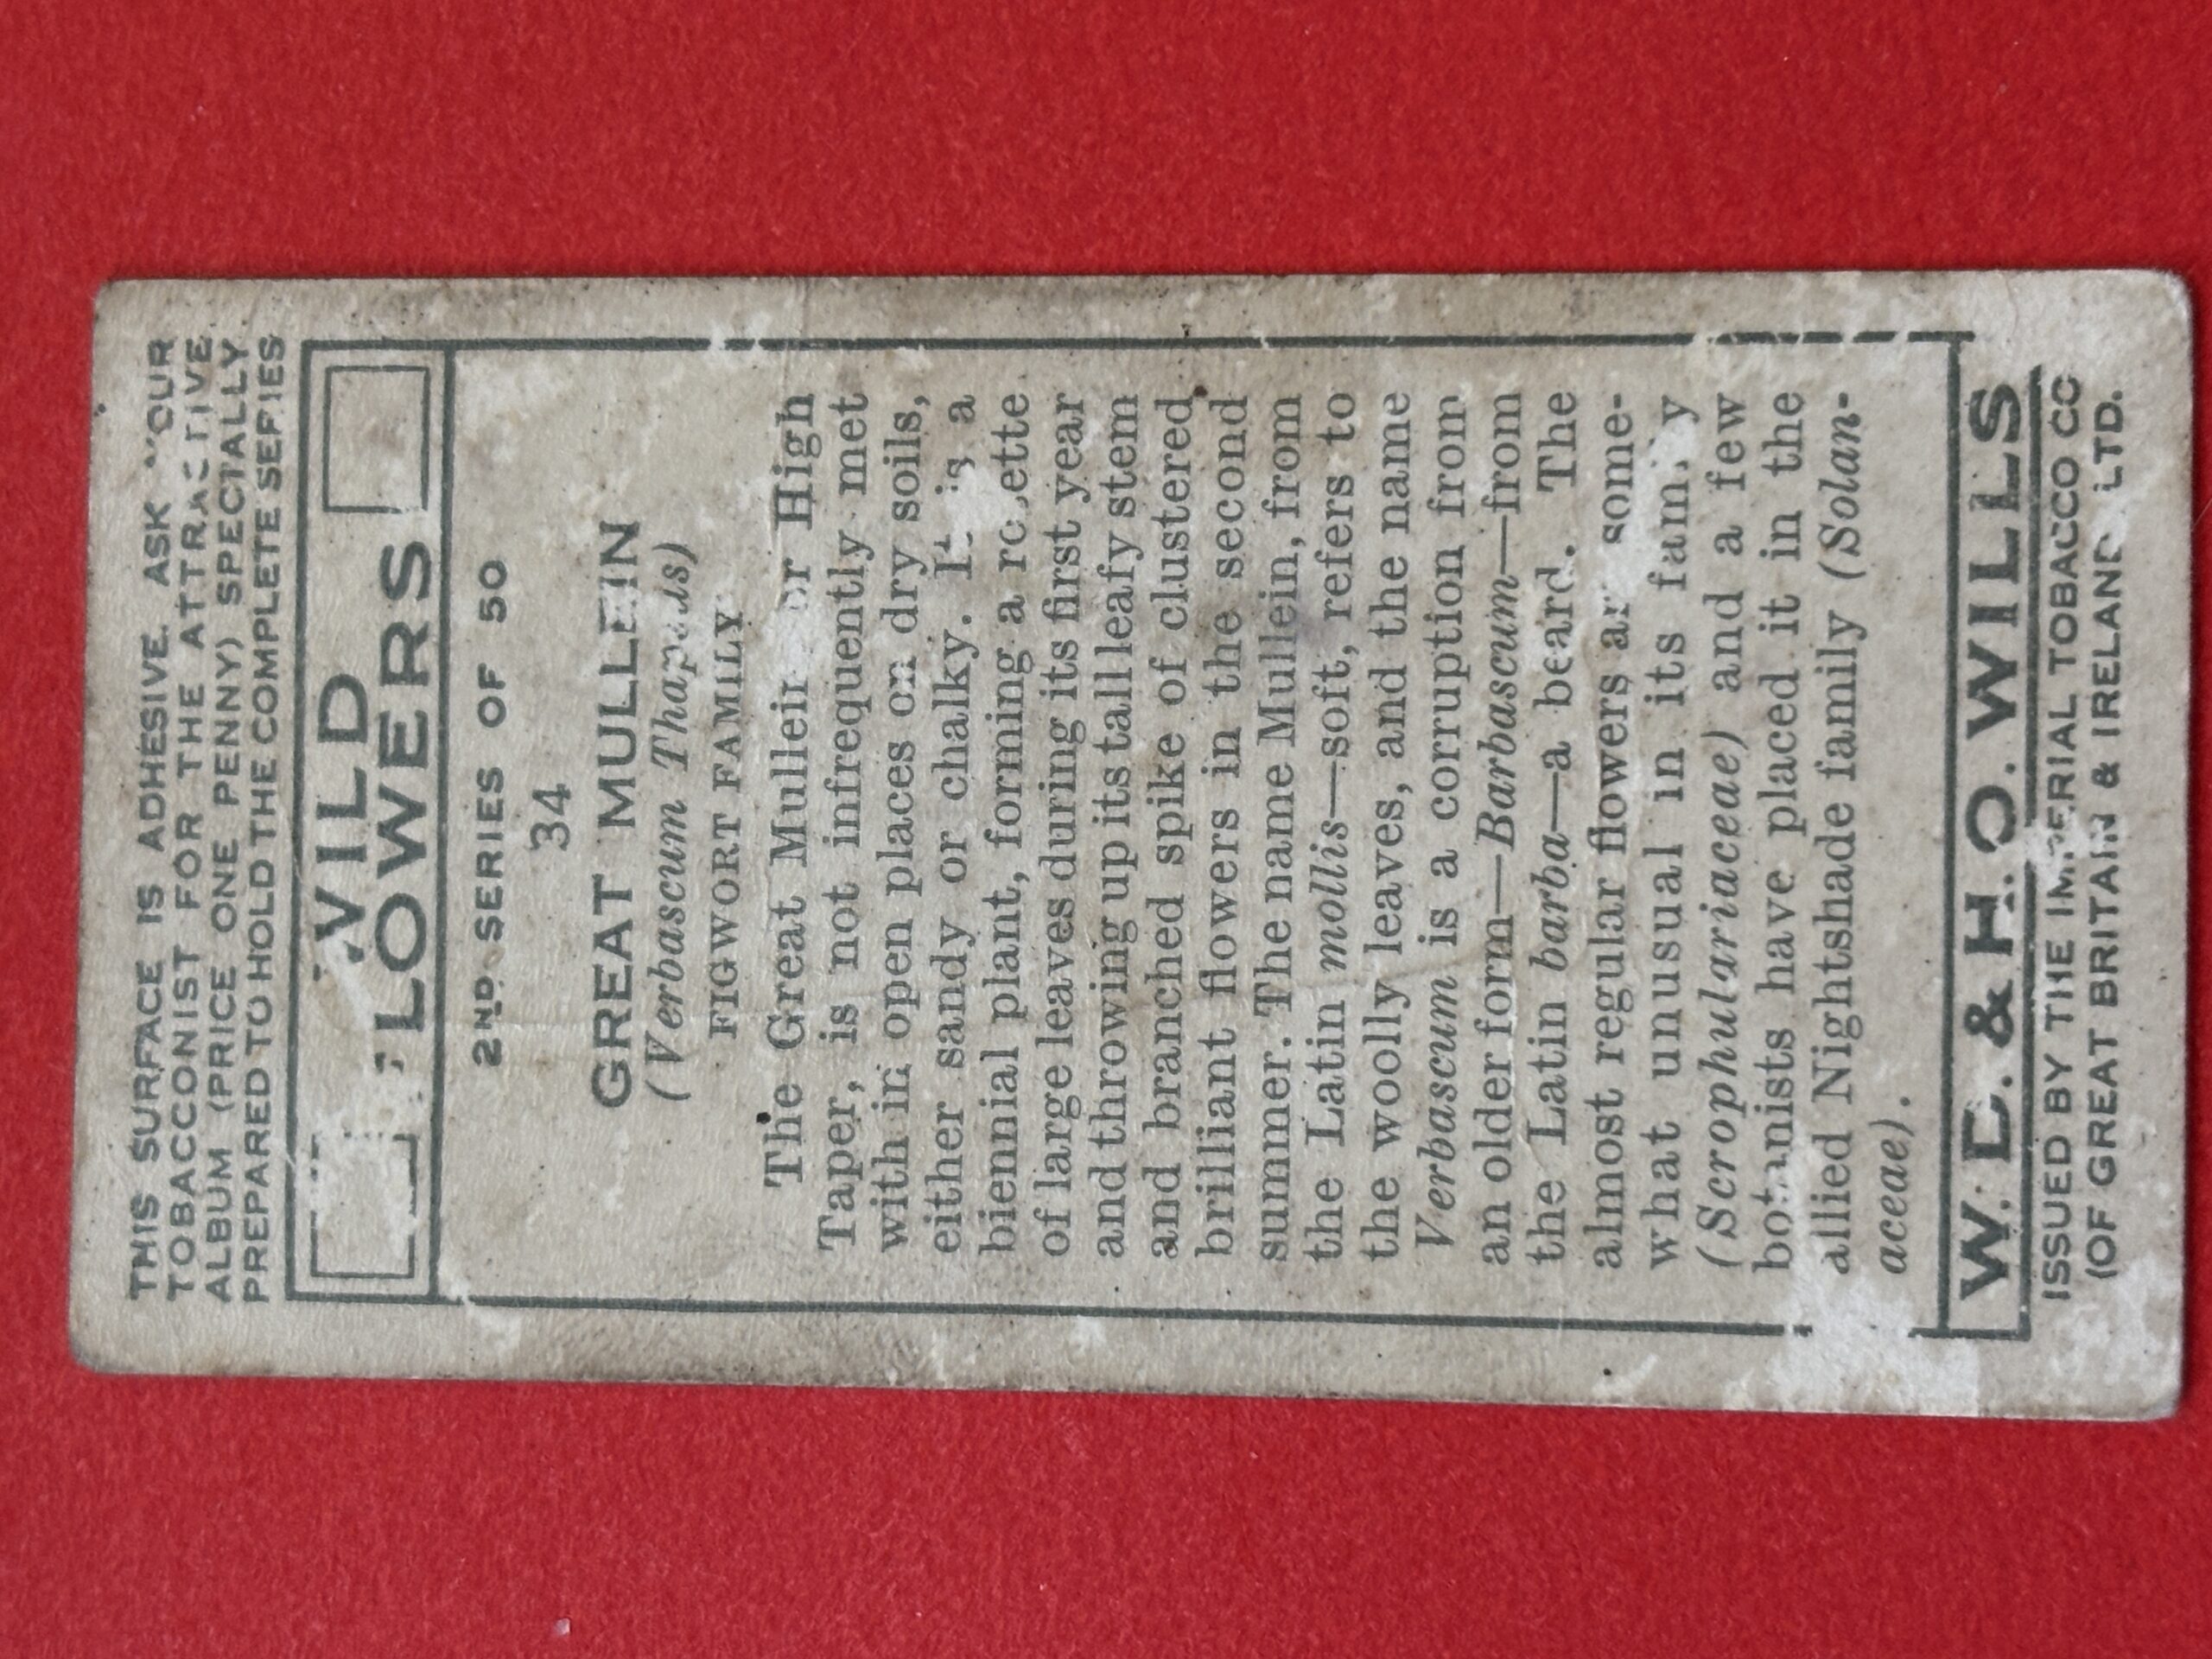 THIS SURFACE IS ADHESIVE. ASK YOUR
TOBACCONIST FOR THE ATTRACTIVE
ALBUM (PRICE ONE PENNY) SPECIALLY
PREPARED TO HOLD THE COMPLETE SERIES
WILD
FLOWERS
2ND. SERIES OF 50
34
GREAT MULLEIN
(Verbascum Thapsus)
FIGWORT FAMILY
The Great Mullein or High
Taper, is not infrequently met
with in open places on dry soils,
either sandy or chalky. It is a
biennial plant, forming a rosette
of large leaves during its first year
and throwing up its tall leafy stem
and branched spike of clustered
brilliant flowers in the second
summer. The name Mullein, from
the Latin mollis—soft, refers to
the woolly leaves, and the name
Verbascum is a corruption from
an older form—Barbascum—from
the Latin barba—a beard. The
almost regular flowers are some-
what unusual in its family
(Scrophulariaceae) and a few
botanists have placed it in the
allied Nightshade family (Solan-
aceae).
W. D. & H. O. WILLS
ISSUED BY THE IMPERIAL TOBACCO CO
(OF GREAT BRITAIN & IRELAND) LTD.